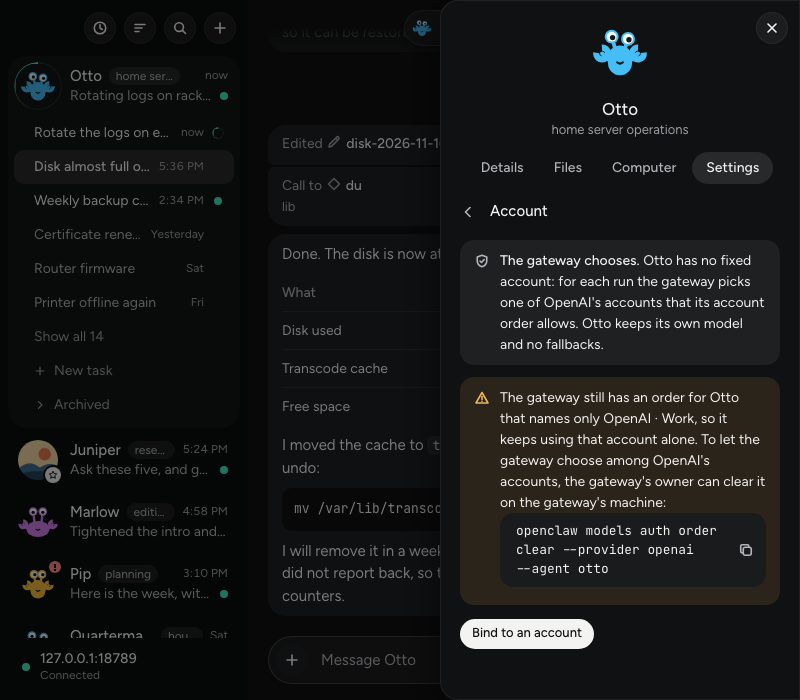 Otto
home ser...
now
Rotating logs on rack...
Rotate the logs on e...
now
Disk almost full o...
5:36 PM
Weekly backup c...
2:34 PM
Certificate rene...
Yesterday
Router firmware
Sat
Printer offline again
Fri
Show all 14
New task
Archived
Juniper
rese...
5:24 PM
Ask these five, and g...
Marlow
editi...
4:58 PM
Tightened the intro and...
Pip
planning
3:10 PM
Here is the week, wit...
Quarterma
hou
Sat
127.0.0.1:18789
Connected
so it can be restor
Edited disk-2026-11-1
Call to du
lib
Done. The disk is now at
What
Disk used
Transcode cache
Free space
I moved the cache to
undo:
mv /var/lib/transco
I will remove it in a week
did not report back, so t
counters.
Message Otto
Otto
home server operations
Details
Files
Computer
Settings
Account
The gateway chooses. Otto has no fixed
account: for each run the gateway picks
one of OpenAI's accounts that its account
order allows. Otto keeps its own model
and no fallbacks.
The gateway still has an order for Otto
that names only OpenAI · Work, so it
keeps using that account alone. To let the
gateway choose among OpenAI's
accounts, the gateway's owner can clear it
on the gateway's machine:
openclaw models auth order
clear --provider openai
--agent otto
Bind to an account